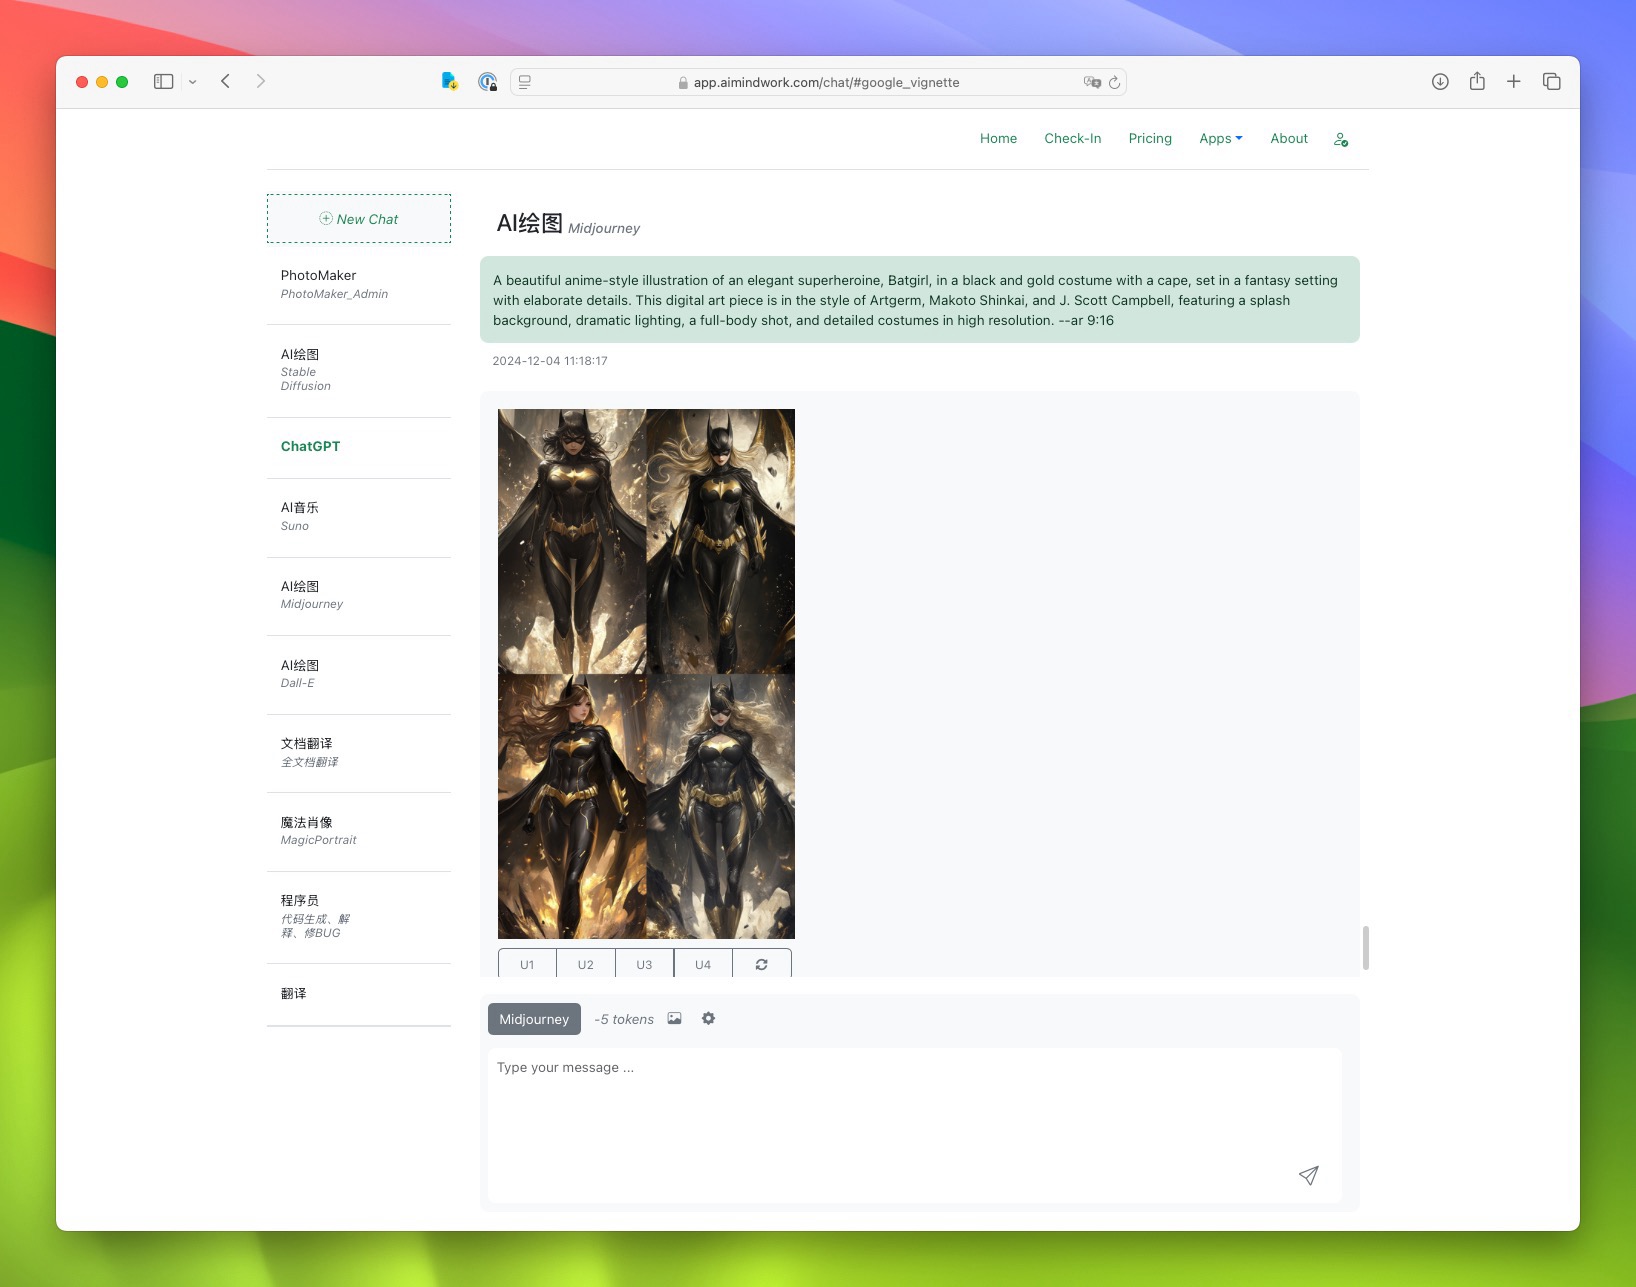 app.aimindwork.com/chat/#google_vignette
Home Check-In Pricing Apps About
New Chat
PhotoMaker
PhotoMaker_Admin
AI绘图
Stable
Diffusion
ChatGPT
AI音乐
Suno
AI绘图
Midjourney
AI绘图
Dall-E
文档翻译
全文档翻译
魔法肖像
MagicPortrait
程序员
代码生成、解
释、修BUG
翻译
AI绘图 Midjourney
A beautiful anime-style illustration of an elegant superheroine, Batgirl, in a black and gold costume with a cape, set in a fantasy setting
with elaborate details. This digital art piece is in the style of Artgerm, Makoto Shinkai, and J. Scott Campbell, featuring a splash
background, dramatic lighting, a full-body shot, and detailed costumes in high resolution. --ar 9:16
2024-12-04 11:18:17
U1 U2 U3 U4
Midjourney -5 tokens
Type your message ...